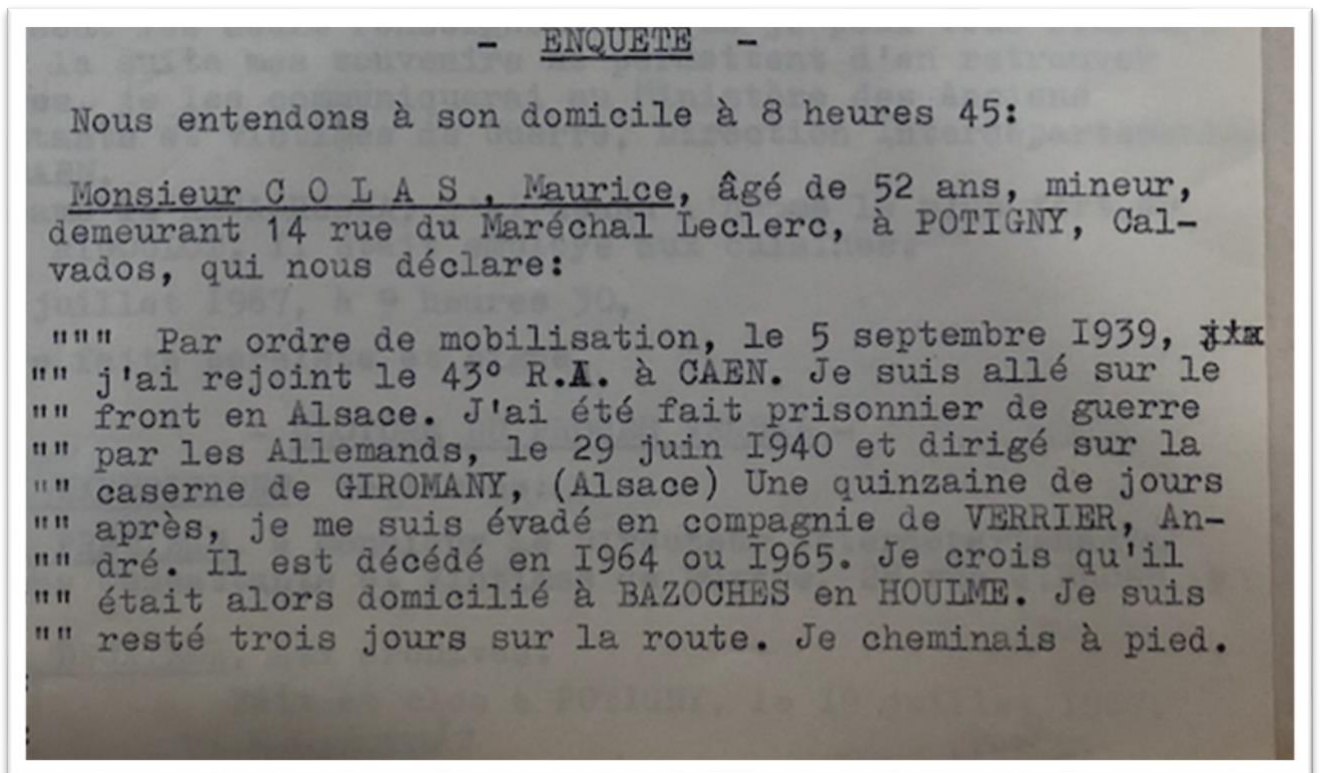 - ENQUETE -
Nous entendons à son domicile à 8 heures 45:
Monsieur C O L A S , Maurice, âgé de 52 ans, mineur,
demeurant 14 rue du Maréchal Leclerc, à POTIGNY, Cal-
vados, qui nous déclare:
""" Par ordre de mobilisation, le 5 septembre I939,
"" j'ai rejoint le 43° R.A. à CAEN. Je suis allé sur le
"" front en Alsace. J'ai été fait prisonnier de guerre
"" par les Allemands, le 29 juin I940 et dirigé sur la
"" caserne de GIROMANY, (Alsace) Une quinzaine de jours
"" après, je me suis évadé en compagnie de VERRIER, An-
"" dré. Il est décédé en I964 ou I965. Je crois qu'il
"" était alors domicilié à BAZOCHES en HOULME. Je suis
"" resté trois jours sur la route. Je cheminais à pied.